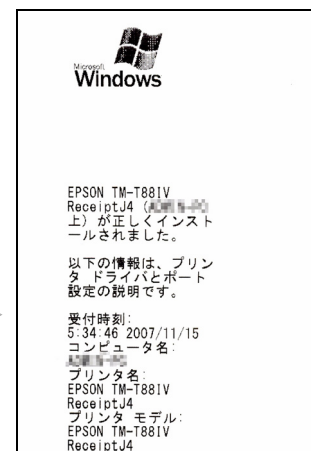 Microsoft
Windows
EPSON TM-T88IV
ReceiptJ4 (
上) が正しくインスト
ールされました。
以下の情報は、プリン
タ ドライバとポート
設定の説明です。
受付時刻:
5:34:46 2007/11/15
コンピュータ名:
プリンタ名:
EPSON TM-T88IV
ReceiptJ4
プリンタ モデル:
EPSON TM-T88IV
ReceiptJ4